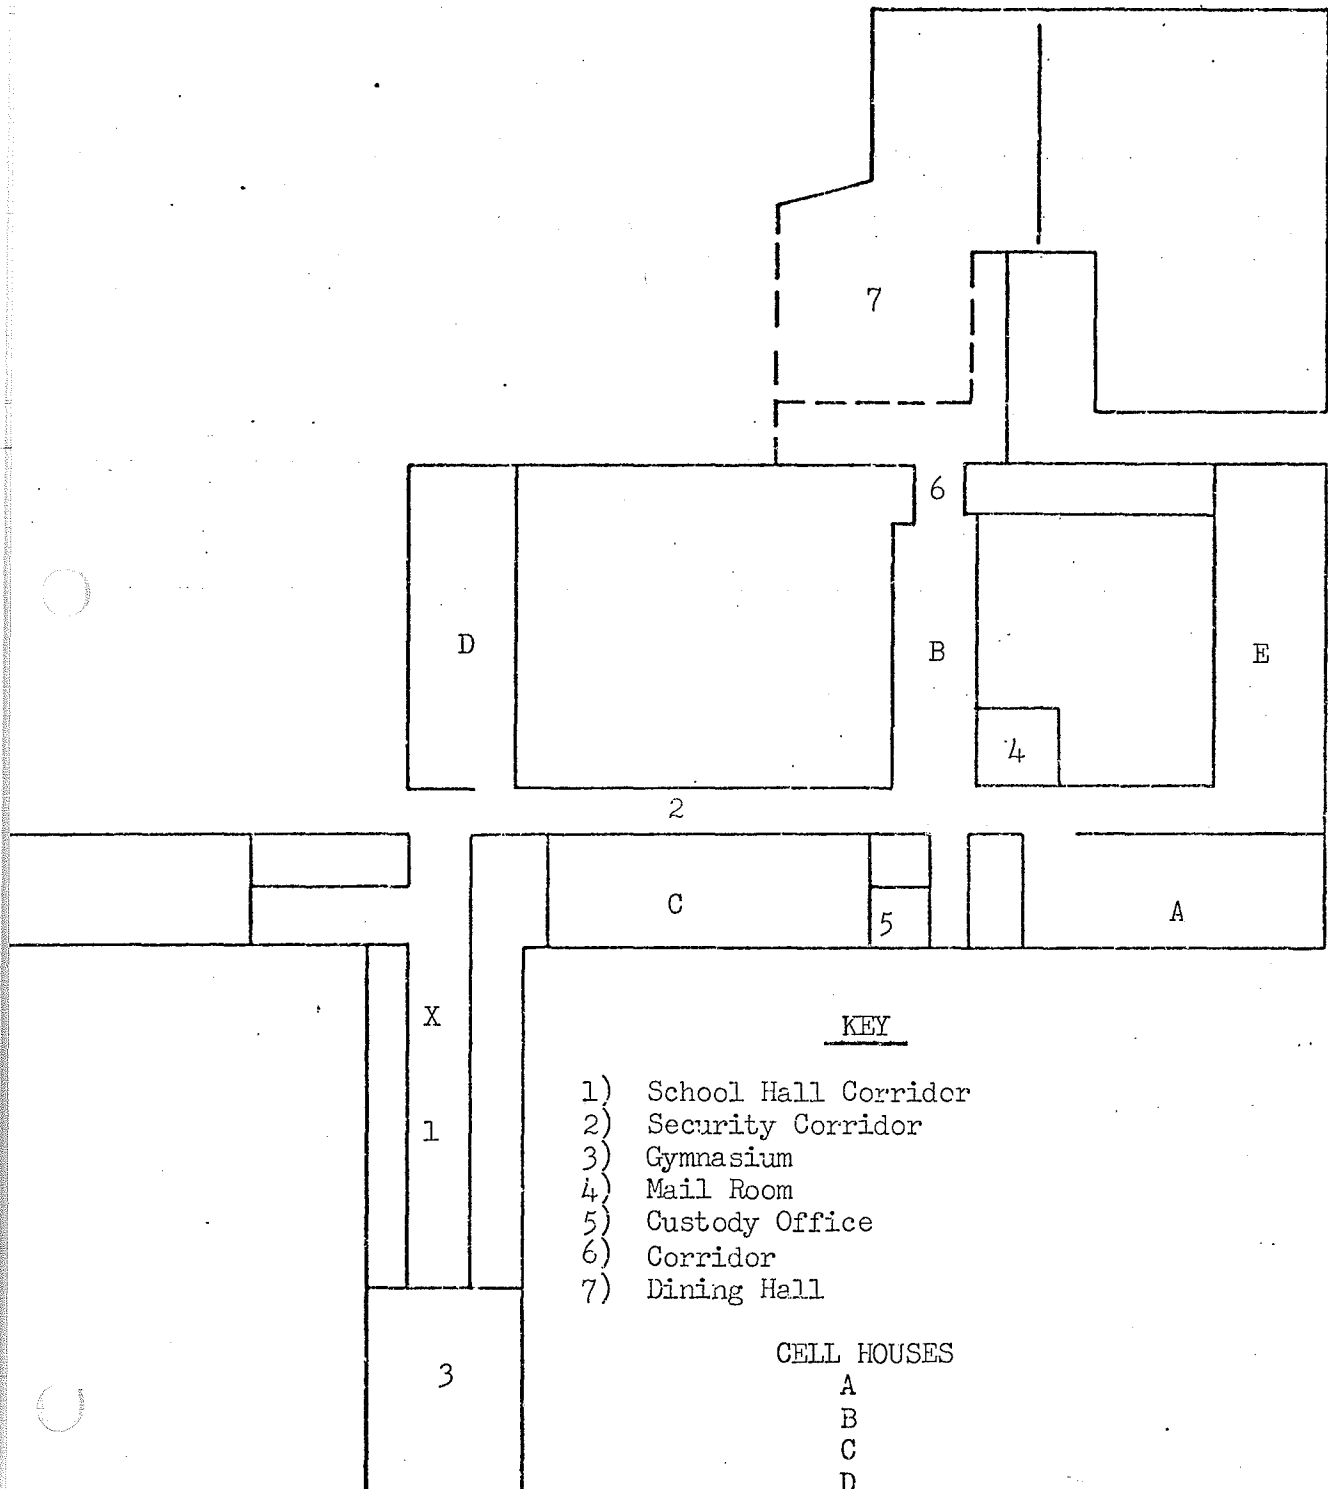 7
6
D
B
E
4
2
C
5
A
X
KEY
1) School Hall Corridor
1
2) Security Corridor
3) Gymnasium
4) Mail Room
5) Custody Office
6) Corridor
7) Dining Hall
CELL HOUSES
3
A
B
C
D